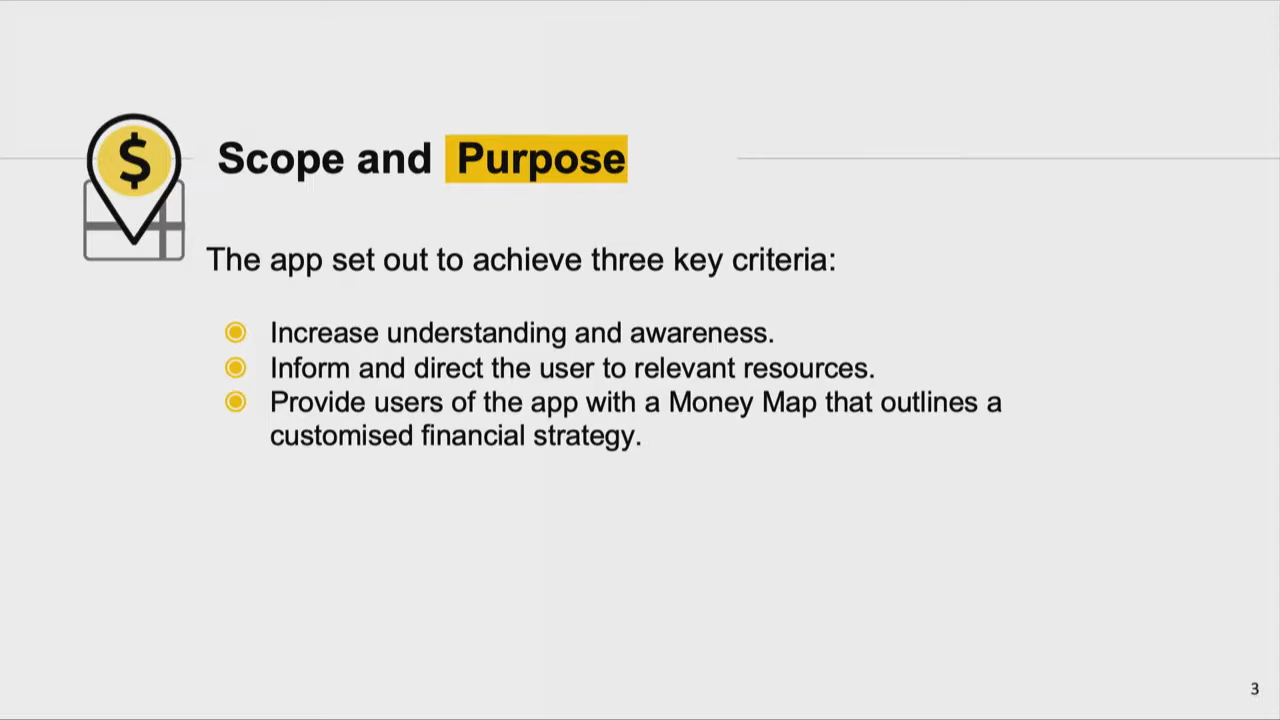 $
Scope and Purpose
The app set out to achieve three key criteria:
Increase understanding and awareness.
Inform and direct the user to relevant resources.
Provide users of the app with a Money Map that outlines a
customised financial strategy.
3